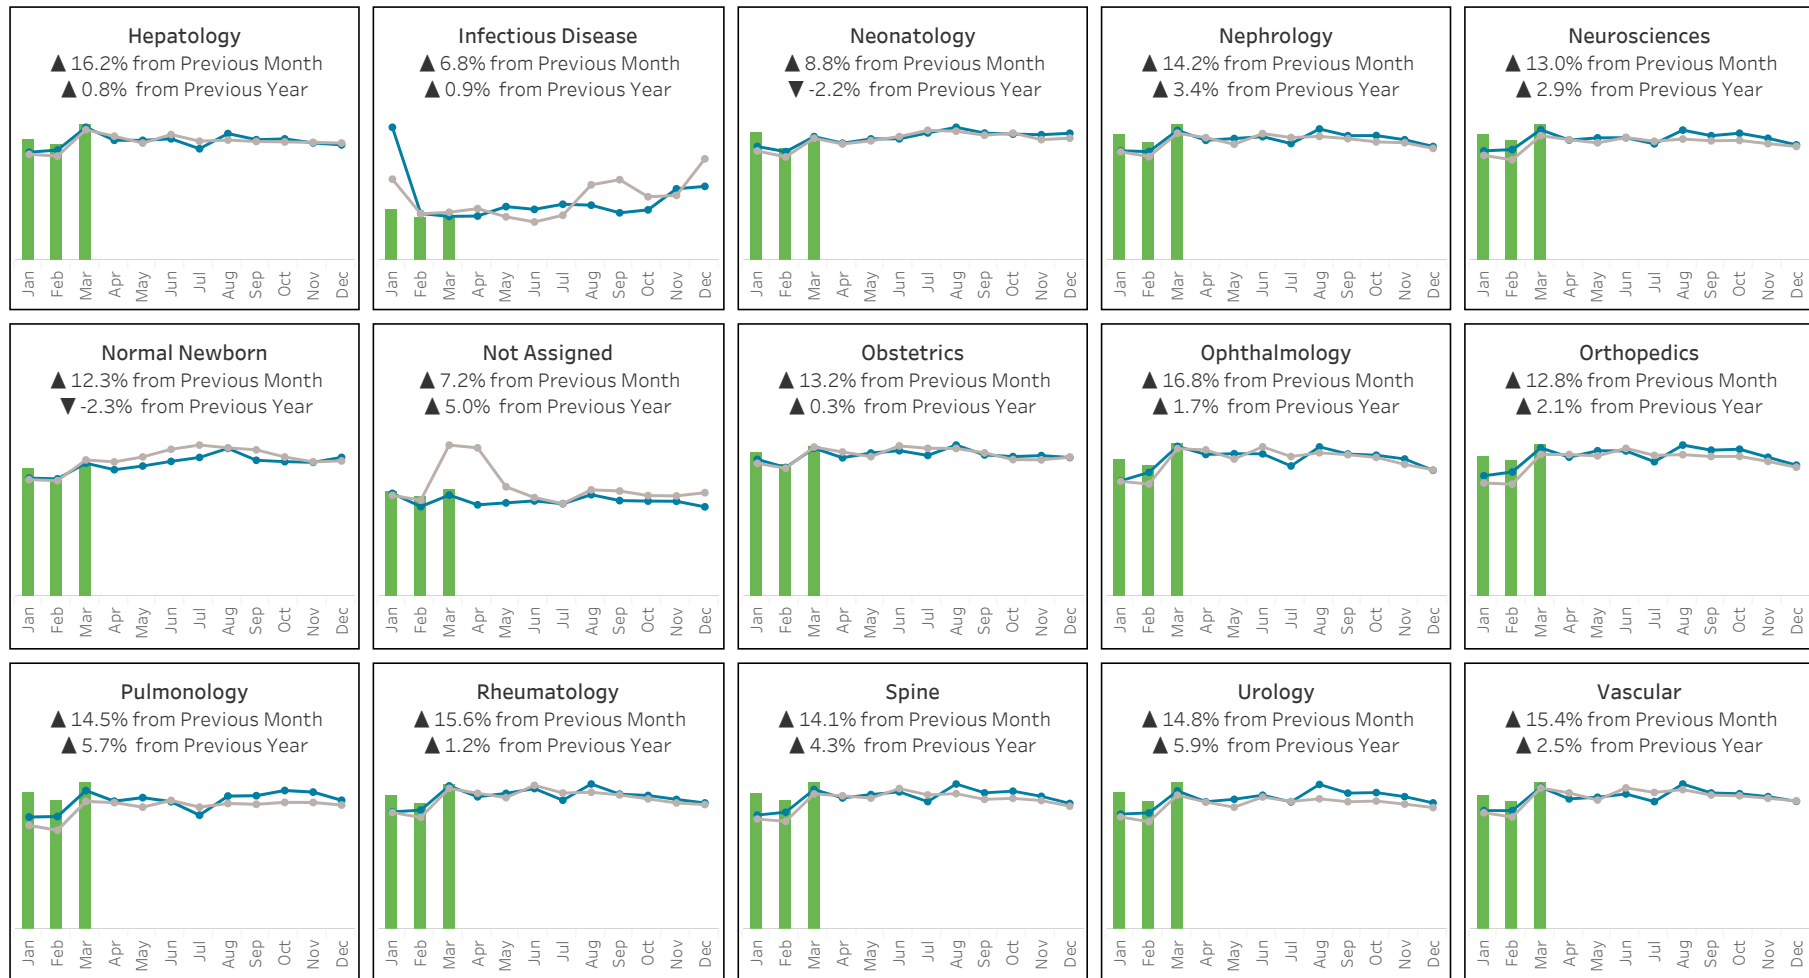 Hepatology
▲ 16.2% from Previous Month
▲ 0.8% from Previous Year
Jan Feb Mar Apr May Jun Jul Aug Sep Oct Nov Dec
Infectious Disease
▲ 6.8% from Previous Month
▲ 0.9% from Previous Year
Jan Feb Mar Apr May Jun Jul Aug Sep Oct Nov Dec
Neonatology
▲ 8.8% from Previous Month
▼ -2.2% from Previous Year
Jan Feb Mar Apr May Jun Jul Aug Sep Oct Nov Dec
Nephrology
▲ 14.2% from Previous Month
▲ 3.4% from Previous Year
Jan Feb Mar Apr May Jun Jul Aug Sep Oct Nov Dec
Neurosciences
▲ 13.0% from Previous Month
▲ 2.9% from Previous Year
Jan Feb Mar Apr May Jun Jul Aug Sep Oct Nov Dec
Normal Newborn
▲ 12.3% from Previous Month
▼ -2.3% from Previous Year
Jan Feb Mar Apr May Jun Jul Aug Sep Oct Nov Dec
Not Assigned
▲ 7.2% from Previous Month
▲ 5.0% from Previous Year
Jan Feb Mar Apr May Jun Jul Aug Sep Oct Nov Dec
Obstetrics
▲ 13.2% from Previous Month
▲ 0.3% from Previous Year
Jan Feb Mar Apr May Jun Jul Aug Sep Oct Nov Dec
Ophthalmology
▲ 16.8% from Previous Month
▲ 1.7% from Previous Year
Jan Feb Mar Apr May Jun Jul Aug Sep Oct Nov Dec
Orthopedics
▲ 12.8% from Previous Month
▲ 2.1% from Previous Year
Jan Feb Mar Apr May Jun Jul Aug Sep Oct Nov Dec
Pulmonology
▲ 14.5% from Previous Month
▲ 5.7% from Previous Year
Jan Feb Mar Apr May Jun Jul Aug Sep Oct Nov Dec
Rheumatology
▲ 15.6% from Previous Month
▲ 1.2% from Previous Year
Jan Feb Mar Apr May Jun Jul Aug Sep Oct Nov Dec
Spine
▲ 14.1% from Previous Month
▲ 4.3% from Previous Year
Jan Feb Mar Apr May Jun Jul Aug Sep Oct Nov Dec
Urology
▲ 14.8% from Previous Month
▲ 5.9% from Previous Year
Jan Feb Mar Apr May Jun Jul Aug Sep Oct Nov Dec
Vascular
▲ 15.4% from Previous Month
▲ 2.5% from Previous Year
Jan Feb Mar Apr May Jun Jul Aug Sep Oct Nov Dec